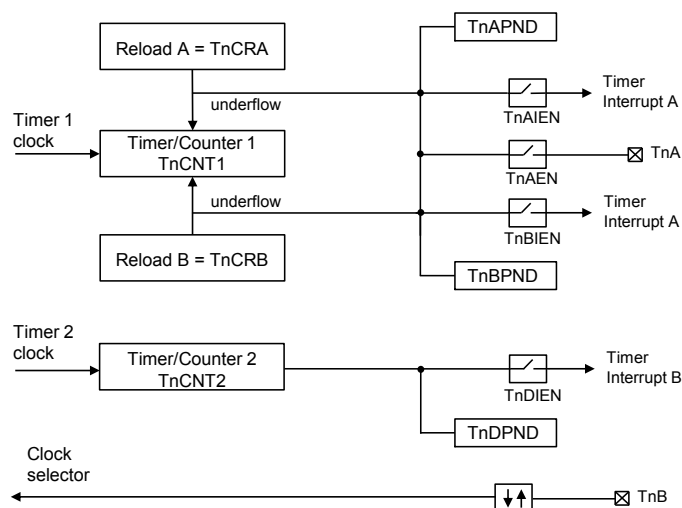 TnAPND
Reload A = TnCRA
underflow
Timer
Interrupt A
TnAIEN
Timer 1
clock
Timer/Counter 1
TnCNT1
TnA
TnAEN
underflow
Timer
Interrupt A
TnBIEN
Reload B = TnCRB
TnBPND
Timer 2
clock
Timer/Counter 2
TnCNT2
Timer
Interrupt B
TnDIEN
TnDPND
Clock
selector
TnB